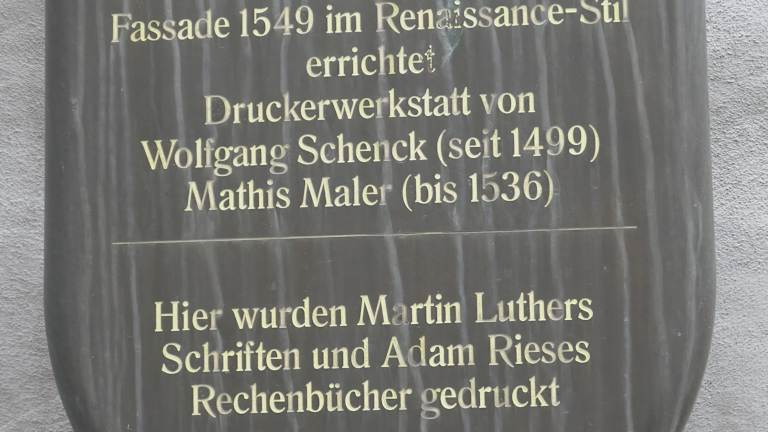 Fassade 1549 im Renaissance-Stil
errichtet
Druckerwerkstatt von
Wolfgang Schenck (seit 1499)
Mathis Maler (bis 1536)
Hier wurden Martin Luthers
Schriften und Adam Rieses
Rechenbücher gedruckt